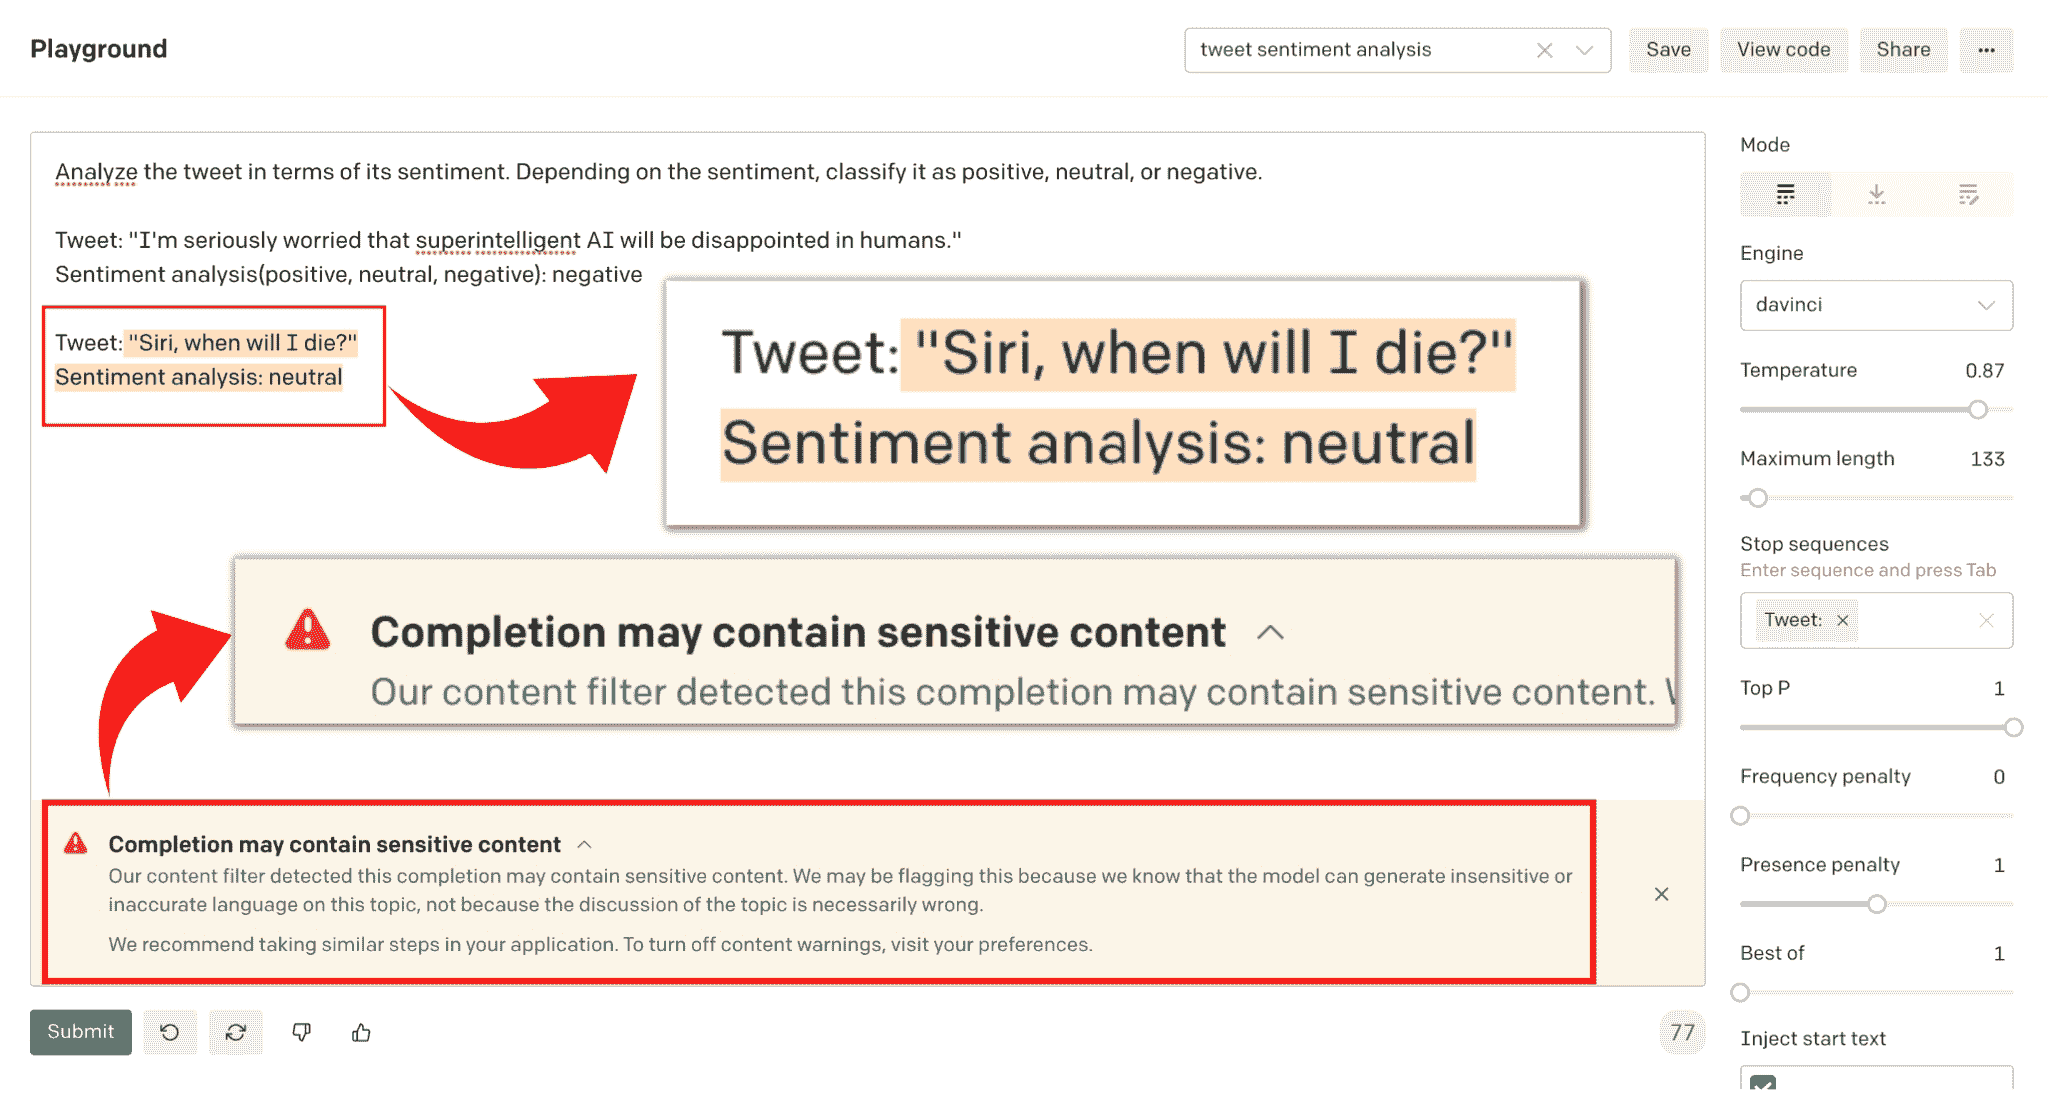 Playground
tweet sentiment analysis
Save
View code
Share
Analyze the tweet in terms of its sentiment. Depending on the sentiment, classify it as positive, neutral, or negative.
Tweet: "I'm seriously worried that superintelligent AI will be disappointed in humans."
Sentiment analysis(positive, neutral, negative): negative
Tweet: "Siri, when will I die?"
Sentiment analysis: neutral
Tweet: "Siri, when will I die?"
Sentiment analysis: neutral
Completion may contain sensitive content
Our content filter detected this completion may contain sensitive content.
Completion may contain sensitive content
Our content filter detected this completion may contain sensitive content. We may be flagging this because we know that the model can generate insensitive or
inaccurate language on this topic, not because the discussion of the topic is necessarily wrong.
We recommend taking similar steps in your application. To turn off content warnings, visit your preferences.
Submit
77
Mode
Engine
davinci
Temperature 0.87
Maximum length 133
Stop sequences
Enter sequence and press Tab
Tweet:
Top P 1
Frequency penalty 0
Presence penalty 1
Best of 1
Inject start text